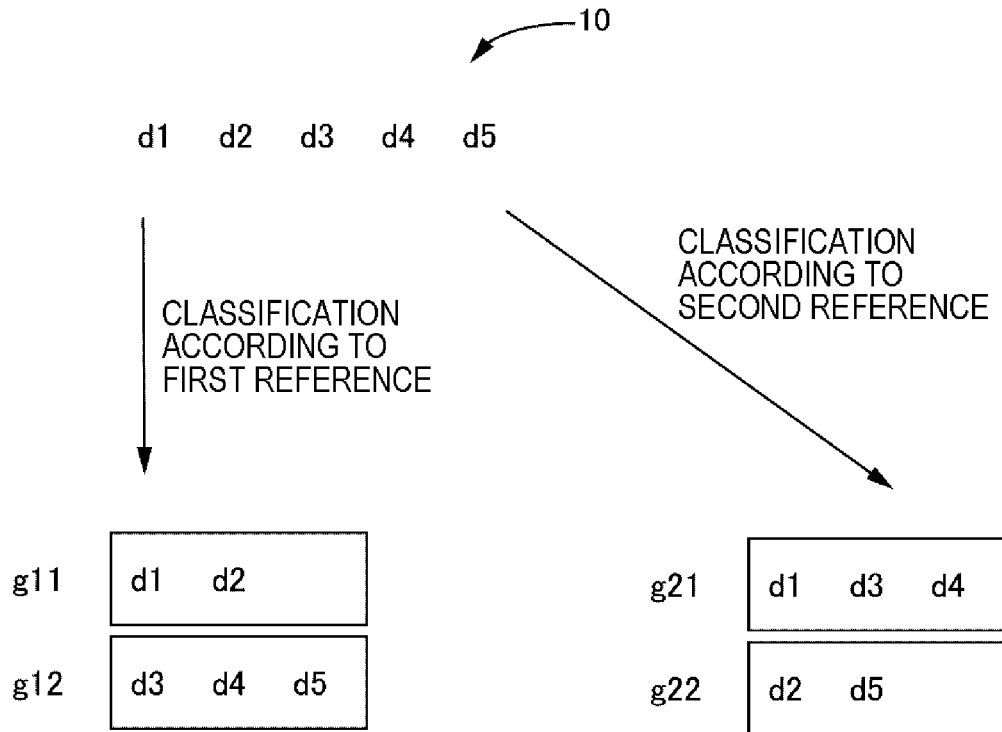 10
d1 d2 d3 d4 d5
CLASSIFICATION
ACCORDING TO
FIRST REFERENCE
CLASSIFICATION
ACCORDING TO
SECOND REFERENCE
g11 d1 d2
g12 d3 d4 d5
g21 d1 d3 d4
g22 d2 d5